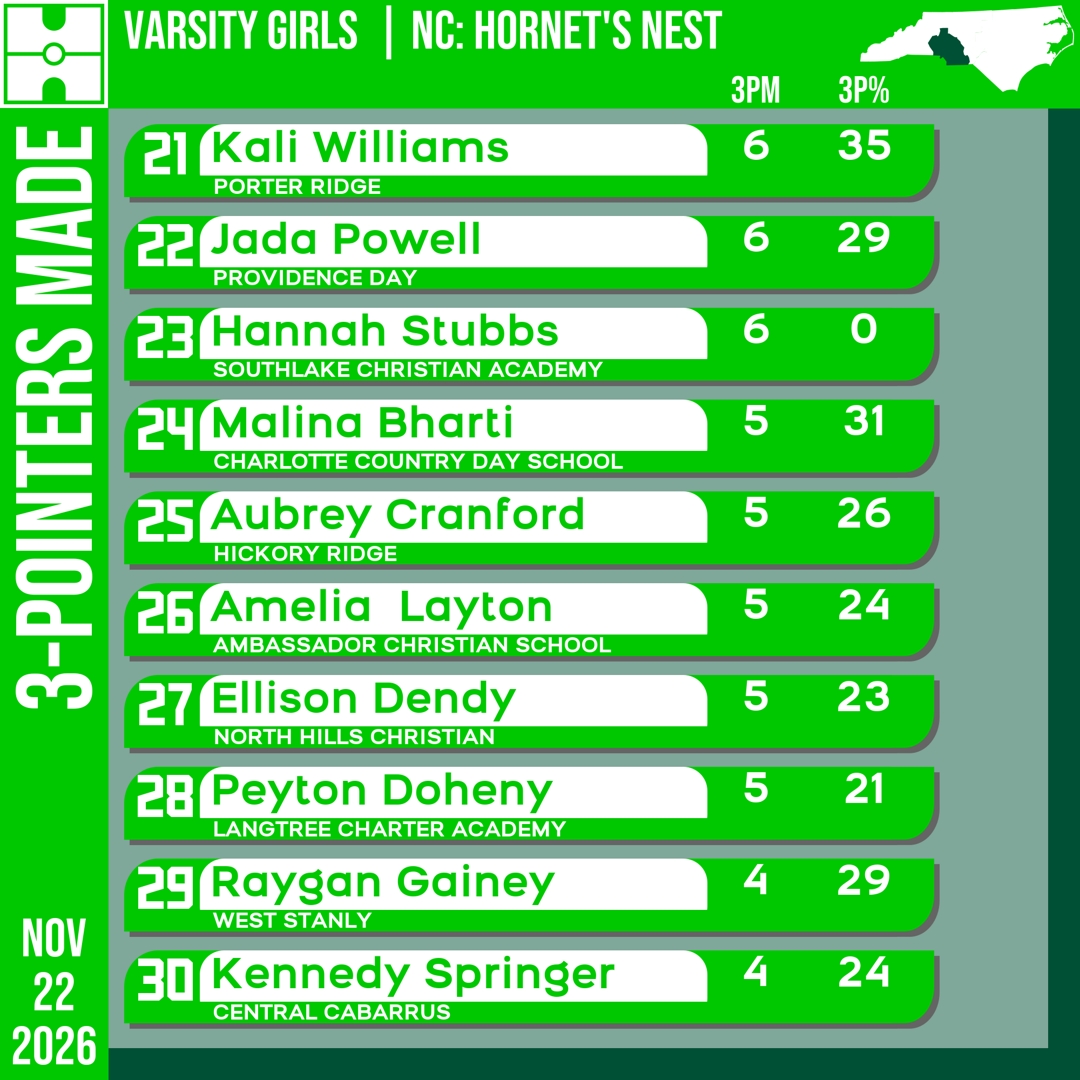 VARSITY GIRLS | NC: HORNET'S NEST
3PM 3P%
3-POINTERS MADE
21 Kali Williams 6 35
PORTER RIDGE
22 Jada Powell 6 29
PROVIDENCE DAY
23 Hannah Stubbs 6 0
SOUTHLAKE CHRISTIAN ACADEMY
24 Malina Bharti 5 31
CHARLOTTE COUNTRY DAY SCHOOL
25 Aubrey Cranford 5 26
HICKORY RIDGE
26 Amelia  Layton 5 24
AMBASSADOR CHRISTIAN SCHOOL
27 Ellison Dendy 5 23
NORTH HILLS CHRISTIAN
28 Peyton Doheny 5 21
LANGTREE CHARTER ACADEMY
29 Raygan Gainey 4 29
WEST STANLY
30 Kennedy Springer 4 24
CENTRAL CABARRUS
NOV
22
2026